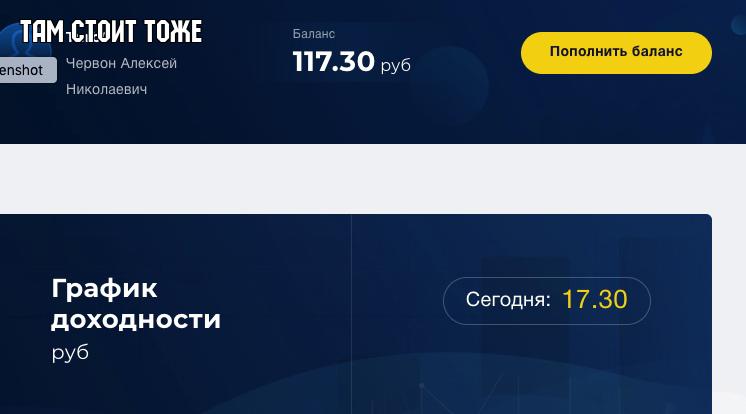 ТАМ СТОИТ ТОЖЕ
enshot
Червон Алексей
Николаевич
Баланс
117.30 руб
Пополнить баланс
График
доходности
руб
Сегодня: 17.30